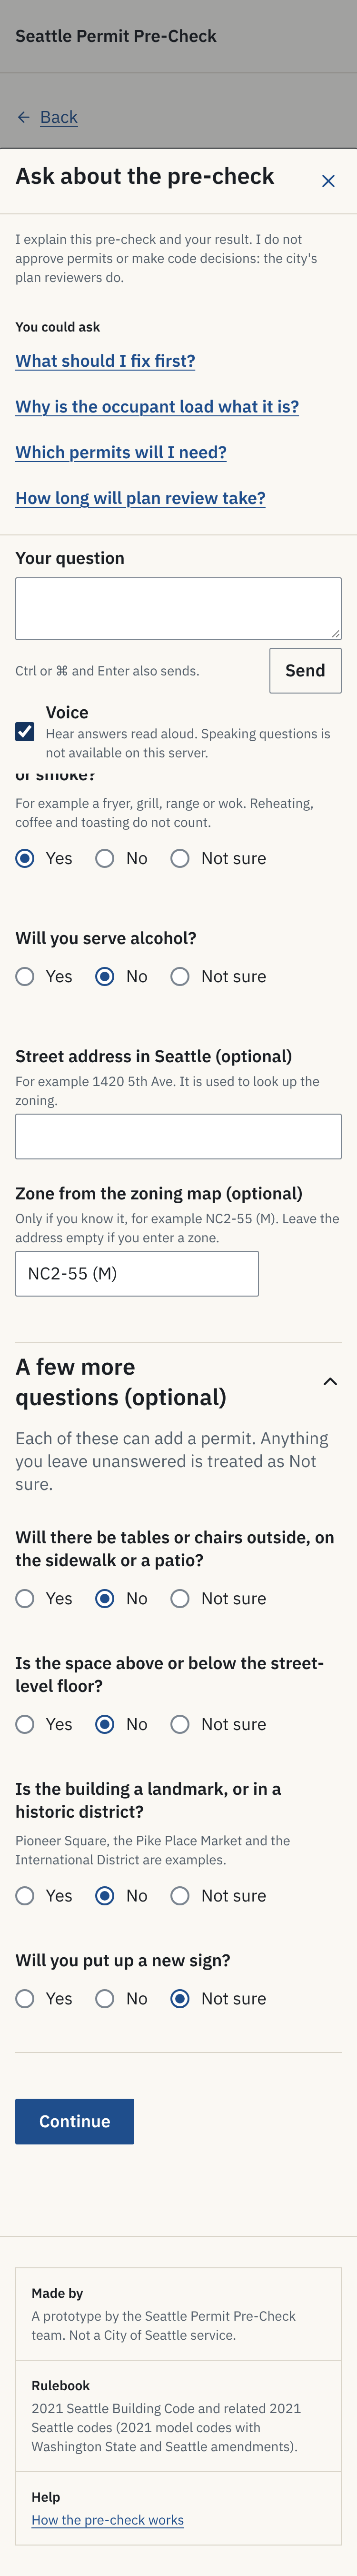 Seattle Permit Pre-Check
← Back
Ask about the pre-check
I explain this pre-check and your result. I do not
approve permits or make code decisions: the city's
plan reviewers do.
You could ask
What should I fix first?
Why is the occupant load what it is?
Which permits will I need?
How long will plan review take?
Your question
Ctrl or ⌘ and Enter also sends.
Send
Voice
Hear answers read aloud. Speaking questions is
not available on this server.
or smoke?
For example a fryer, grill, range or wok. Reheating,
coffee and toasting do not count.
Yes No Not sure
Will you serve alcohol?
Yes No Not sure
Street address in Seattle (optional)
For example 1420 5th Ave. It is used to look up the
zoning.
Zone from the zoning map (optional)
Only if you know it, for example NC2-55 (M). Leave the
address empty if you enter a zone.
NC2-55 (M)
A few more
questions (optional)
Each of these can add a permit. Anything
you leave unanswered is treated as Not
sure.
Will there be tables or chairs outside, on
the sidewalk or a patio?
Yes No Not sure
Is the space above or below the street-
level floor?
Yes No Not sure
Is the building a landmark, or in a
historic district?
Pioneer Square, the Pike Place Market and the
International District are examples.
Yes No Not sure
Will you put up a new sign?
Yes No Not sure
Continue
Made by
A prototype by the Seattle Permit Pre-Check
team. Not a City of Seattle service.
Rulebook
2021 Seattle Building Code and related 2021
Seattle codes (2021 model codes with
Washington State and Seattle amendments).
Help
How the pre-check works